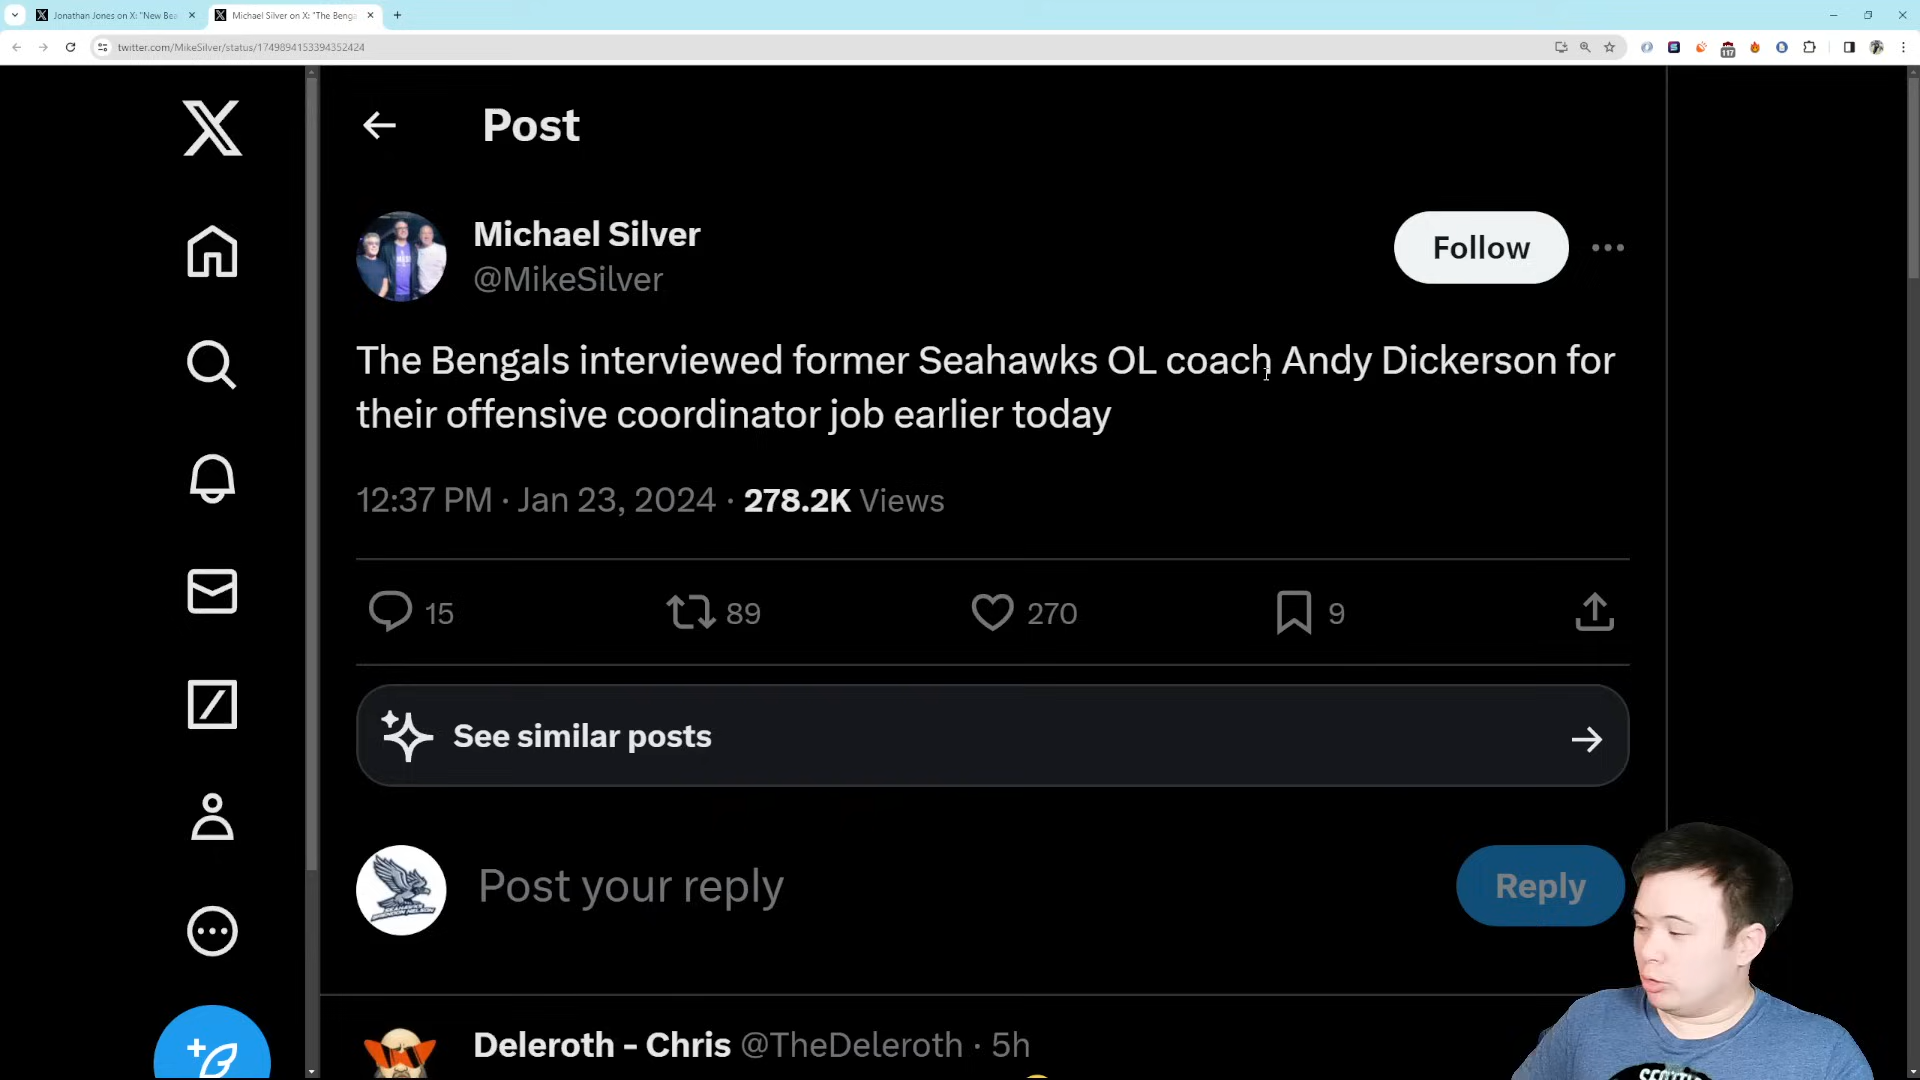 Jonathan Jones on X: "New Bea
Michael Silver on X: "The Benga
twitter.com/MikeSilver/status/1749894153394352424
117
Post
Michael Silver
@MikeSilver
Follow
The Bengals interviewed former Seahawks OL coach Andy Dickerson for
their offensive coordinator job earlier today
12:37 PM · Jan 23, 2024 · 278.2K Views
15
89
270
9
See similar posts
Post your reply
Reply
Deleroth - Chris @TheDeleroth · 5h